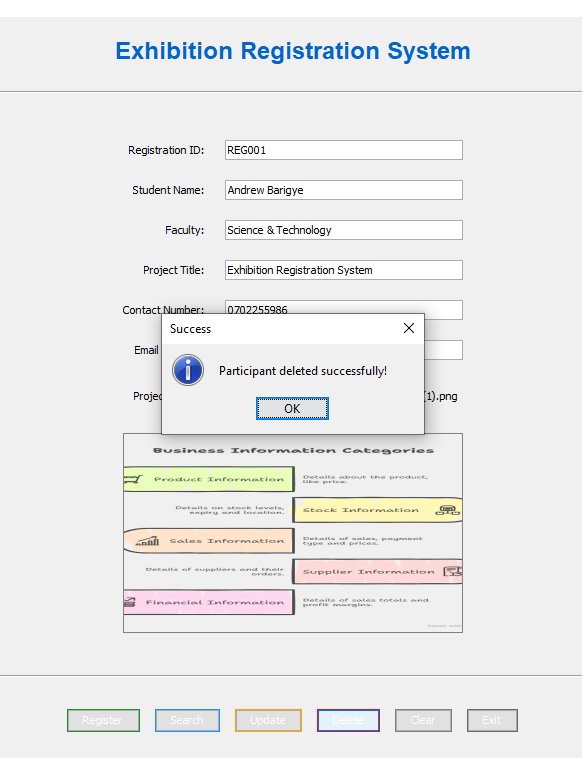 Exhibition Registration System
Registration ID:
REG001
Student Name:
Andrew Barigye
Faculty:
Science & Technology
Project Title:
Exhibition Registration System
Contact Number:
0702255986
Email
Success
Participant deleted successfully!
OK
Projec
(1).png
Business Information Categories
Product Information
Details about the product,
like price.
Details on stock levels,
expiry and location.
Stock Information
Sales Information
Details of sales, payment
type and prices.
Details of suppliers and their
orders.
Supplier Information
Financial Information
Details of sales totals and
profit margins.
Register
Search
Update
Delete
Clear
Exit